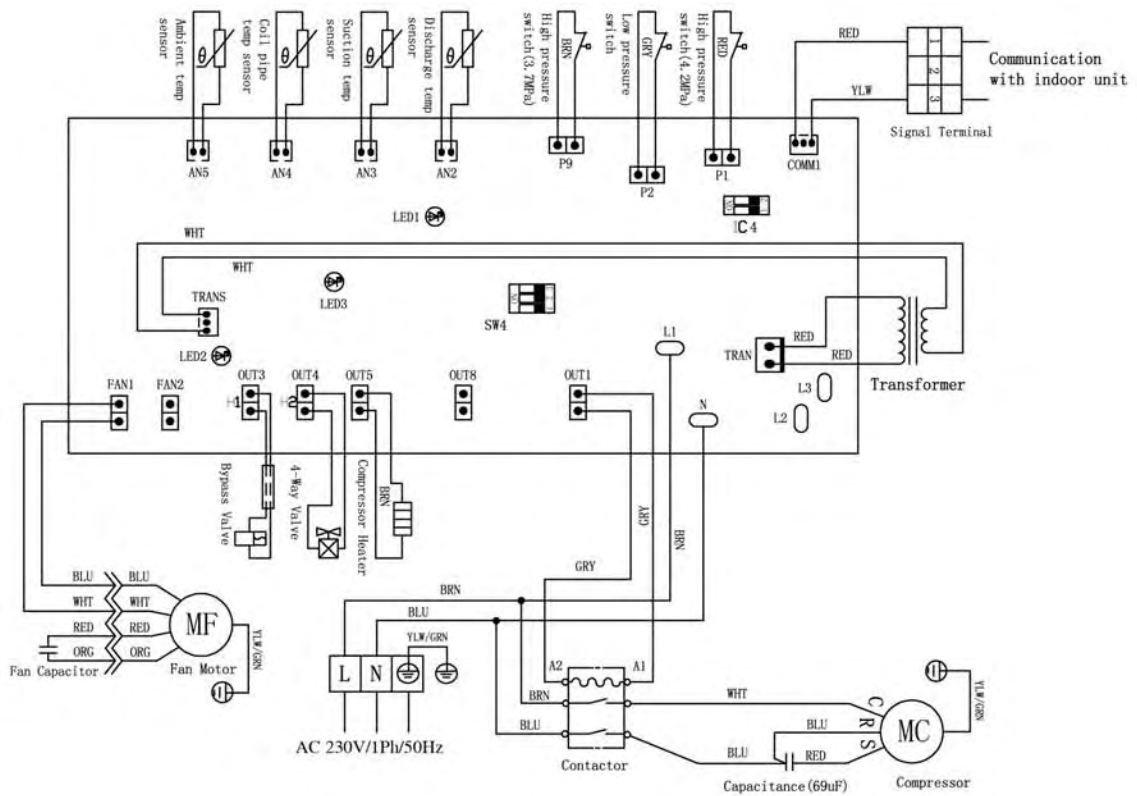 Ambient temp
sensor
Coil pipe
temp sensor
Suction temp
sensor
Discharge temp
sensor
High pressure
switch(3.7MPa)
BRN
Low pressure
switch
GRY
High pressure
switch(4.2MPa)
RED
RED
YLW
1
2
3
Communication
with indoor unit
Signal Terminal
AN5
AN4
AN3
AN2
P9
P2
P1
COMM1
LED1
IC4
WHT
WHT
TRANS
LED3
SW4
LED2
L1
TRAN
RED
RED
Transformer
L3
L2
N
FAN1
FAN2
OUT3
OUT4
OUT5
OUT8
OUT1
H1
H2
Bypass Valve
4-Way Valve
Compressor Heater
BRN
GRY
BRN
GRY
BRN
BLU
BLU
BLU
WHT
WHT
RED
RED
ORG
ORG
MF
Fan Capacitor
Fan Motor
YLW/GRN
L
N
YLW/GRN
AC 230V/1Ph/50Hz
A2
A1
BRN
BLU
Contactor
WHT
BLU
BLU
RED
Capacitance(69uF)
C
R
S
MC
YLW/GRN
Compressor